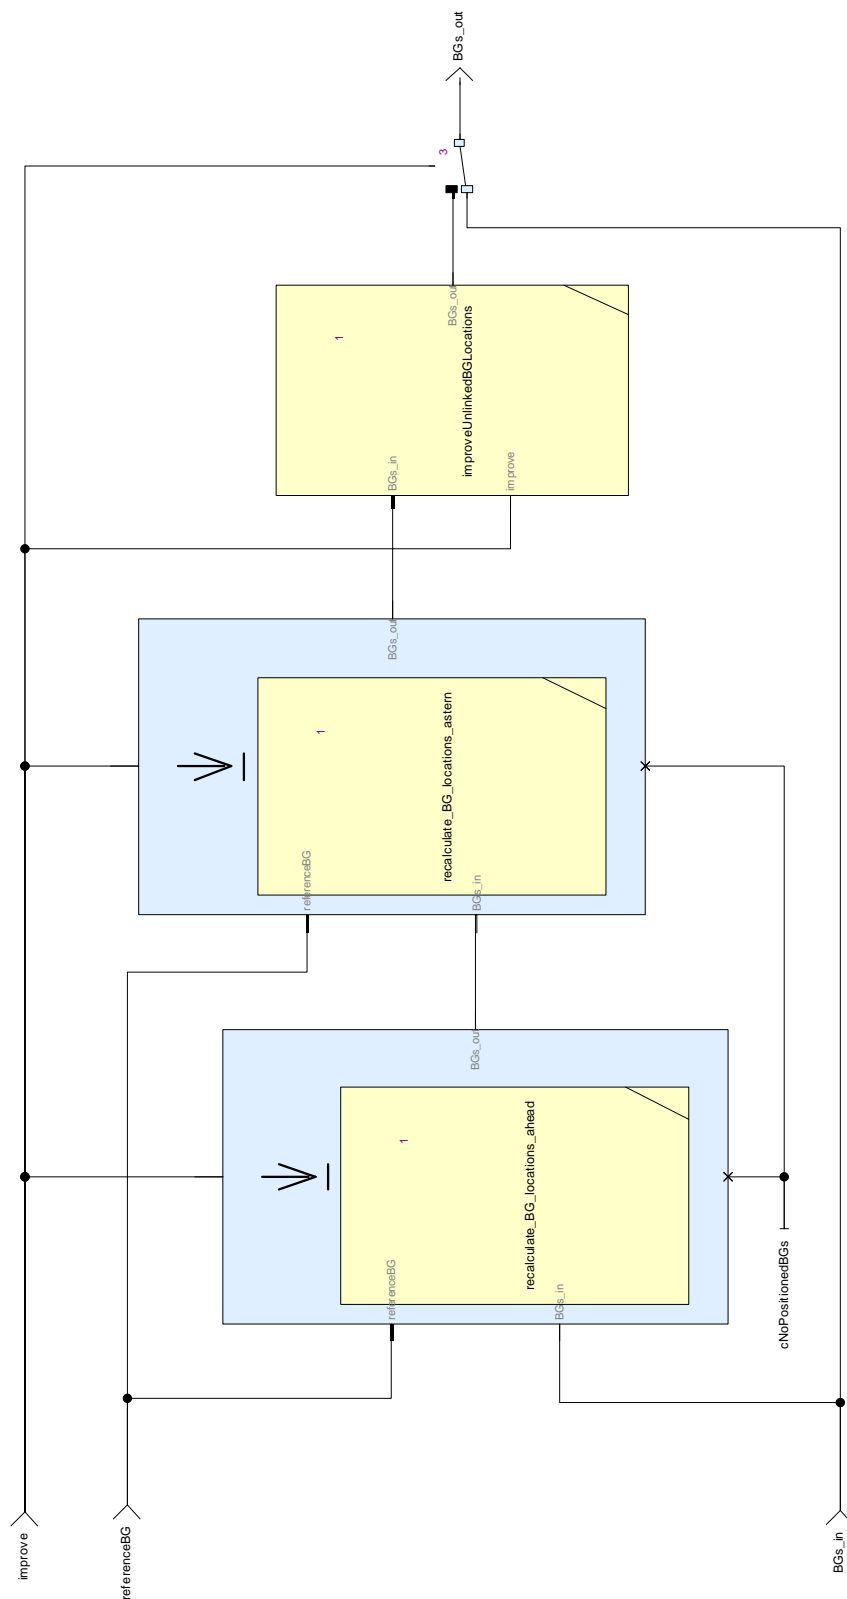 improve
referenceBG
BGs_in
cNoPositionedBGs
referenceBG
BGs_in
1
recalculate_BG_locations_ahead
BGs_out
referenceBG
BGs_in
1
recalculate_BG_locations_astern
BGs_out
BGs_in
improve
1
improveUnlinkedBGLocations
BGs_out
3
BGs_out